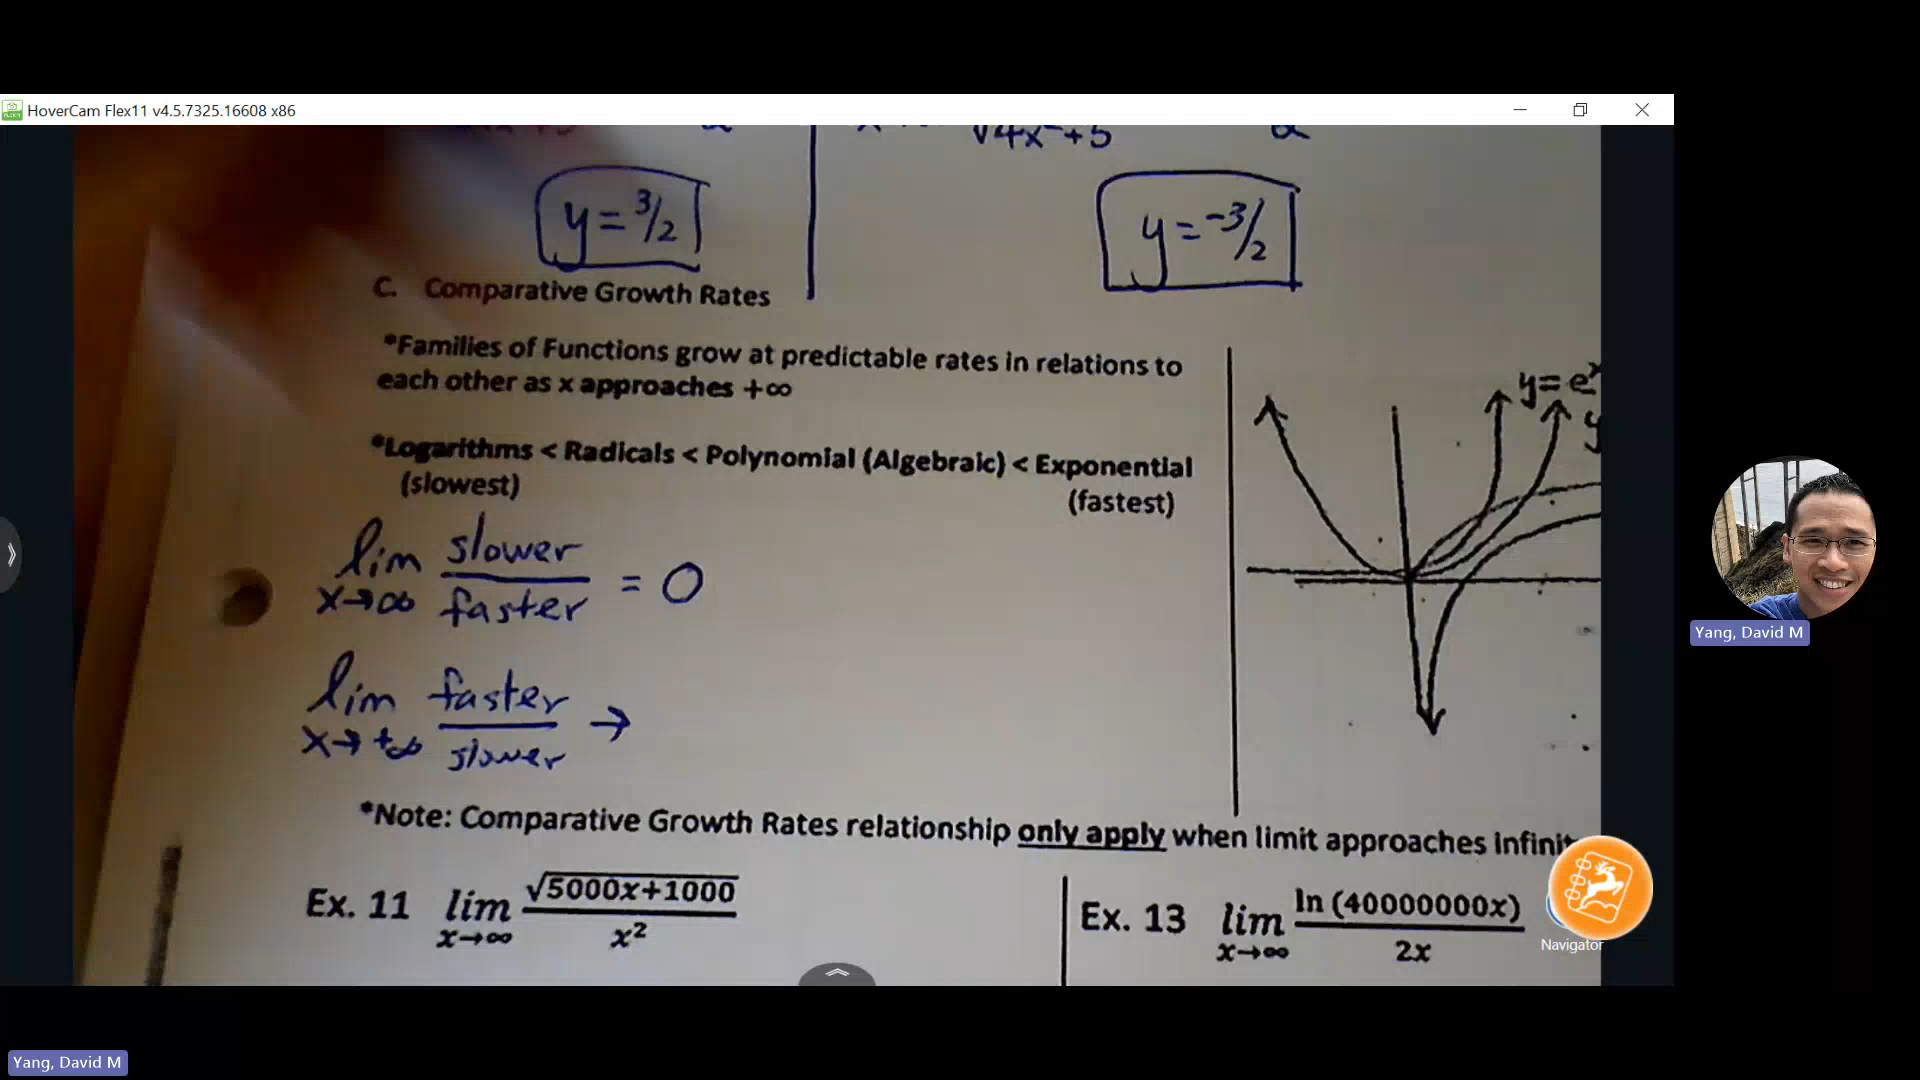 HoverCam Flex11 v4.5.7325.16608 x86
√4x²+5
y = 3/2
y = -3/2
C. Comparative Growth Rates
*Families of Functions grow at predictable rates in relations to
each other as x approaches +∞
y = eˣ
y
*Logarithms < Radicals < Polynomial (Algebraic) < Exponential
(slowest) (fastest)
lim x→∞ slower/faster = 0
lim x→+∞ faster/slower →
Yang, David M
*Note: Comparative Growth Rates relationship only apply when limit approaches infinit
Ex. 11 lim x→∞ √5000x+1000/x²
Ex. 13 lim x→∞ ln (40000000x)/2x
Navigator
Yang, David M